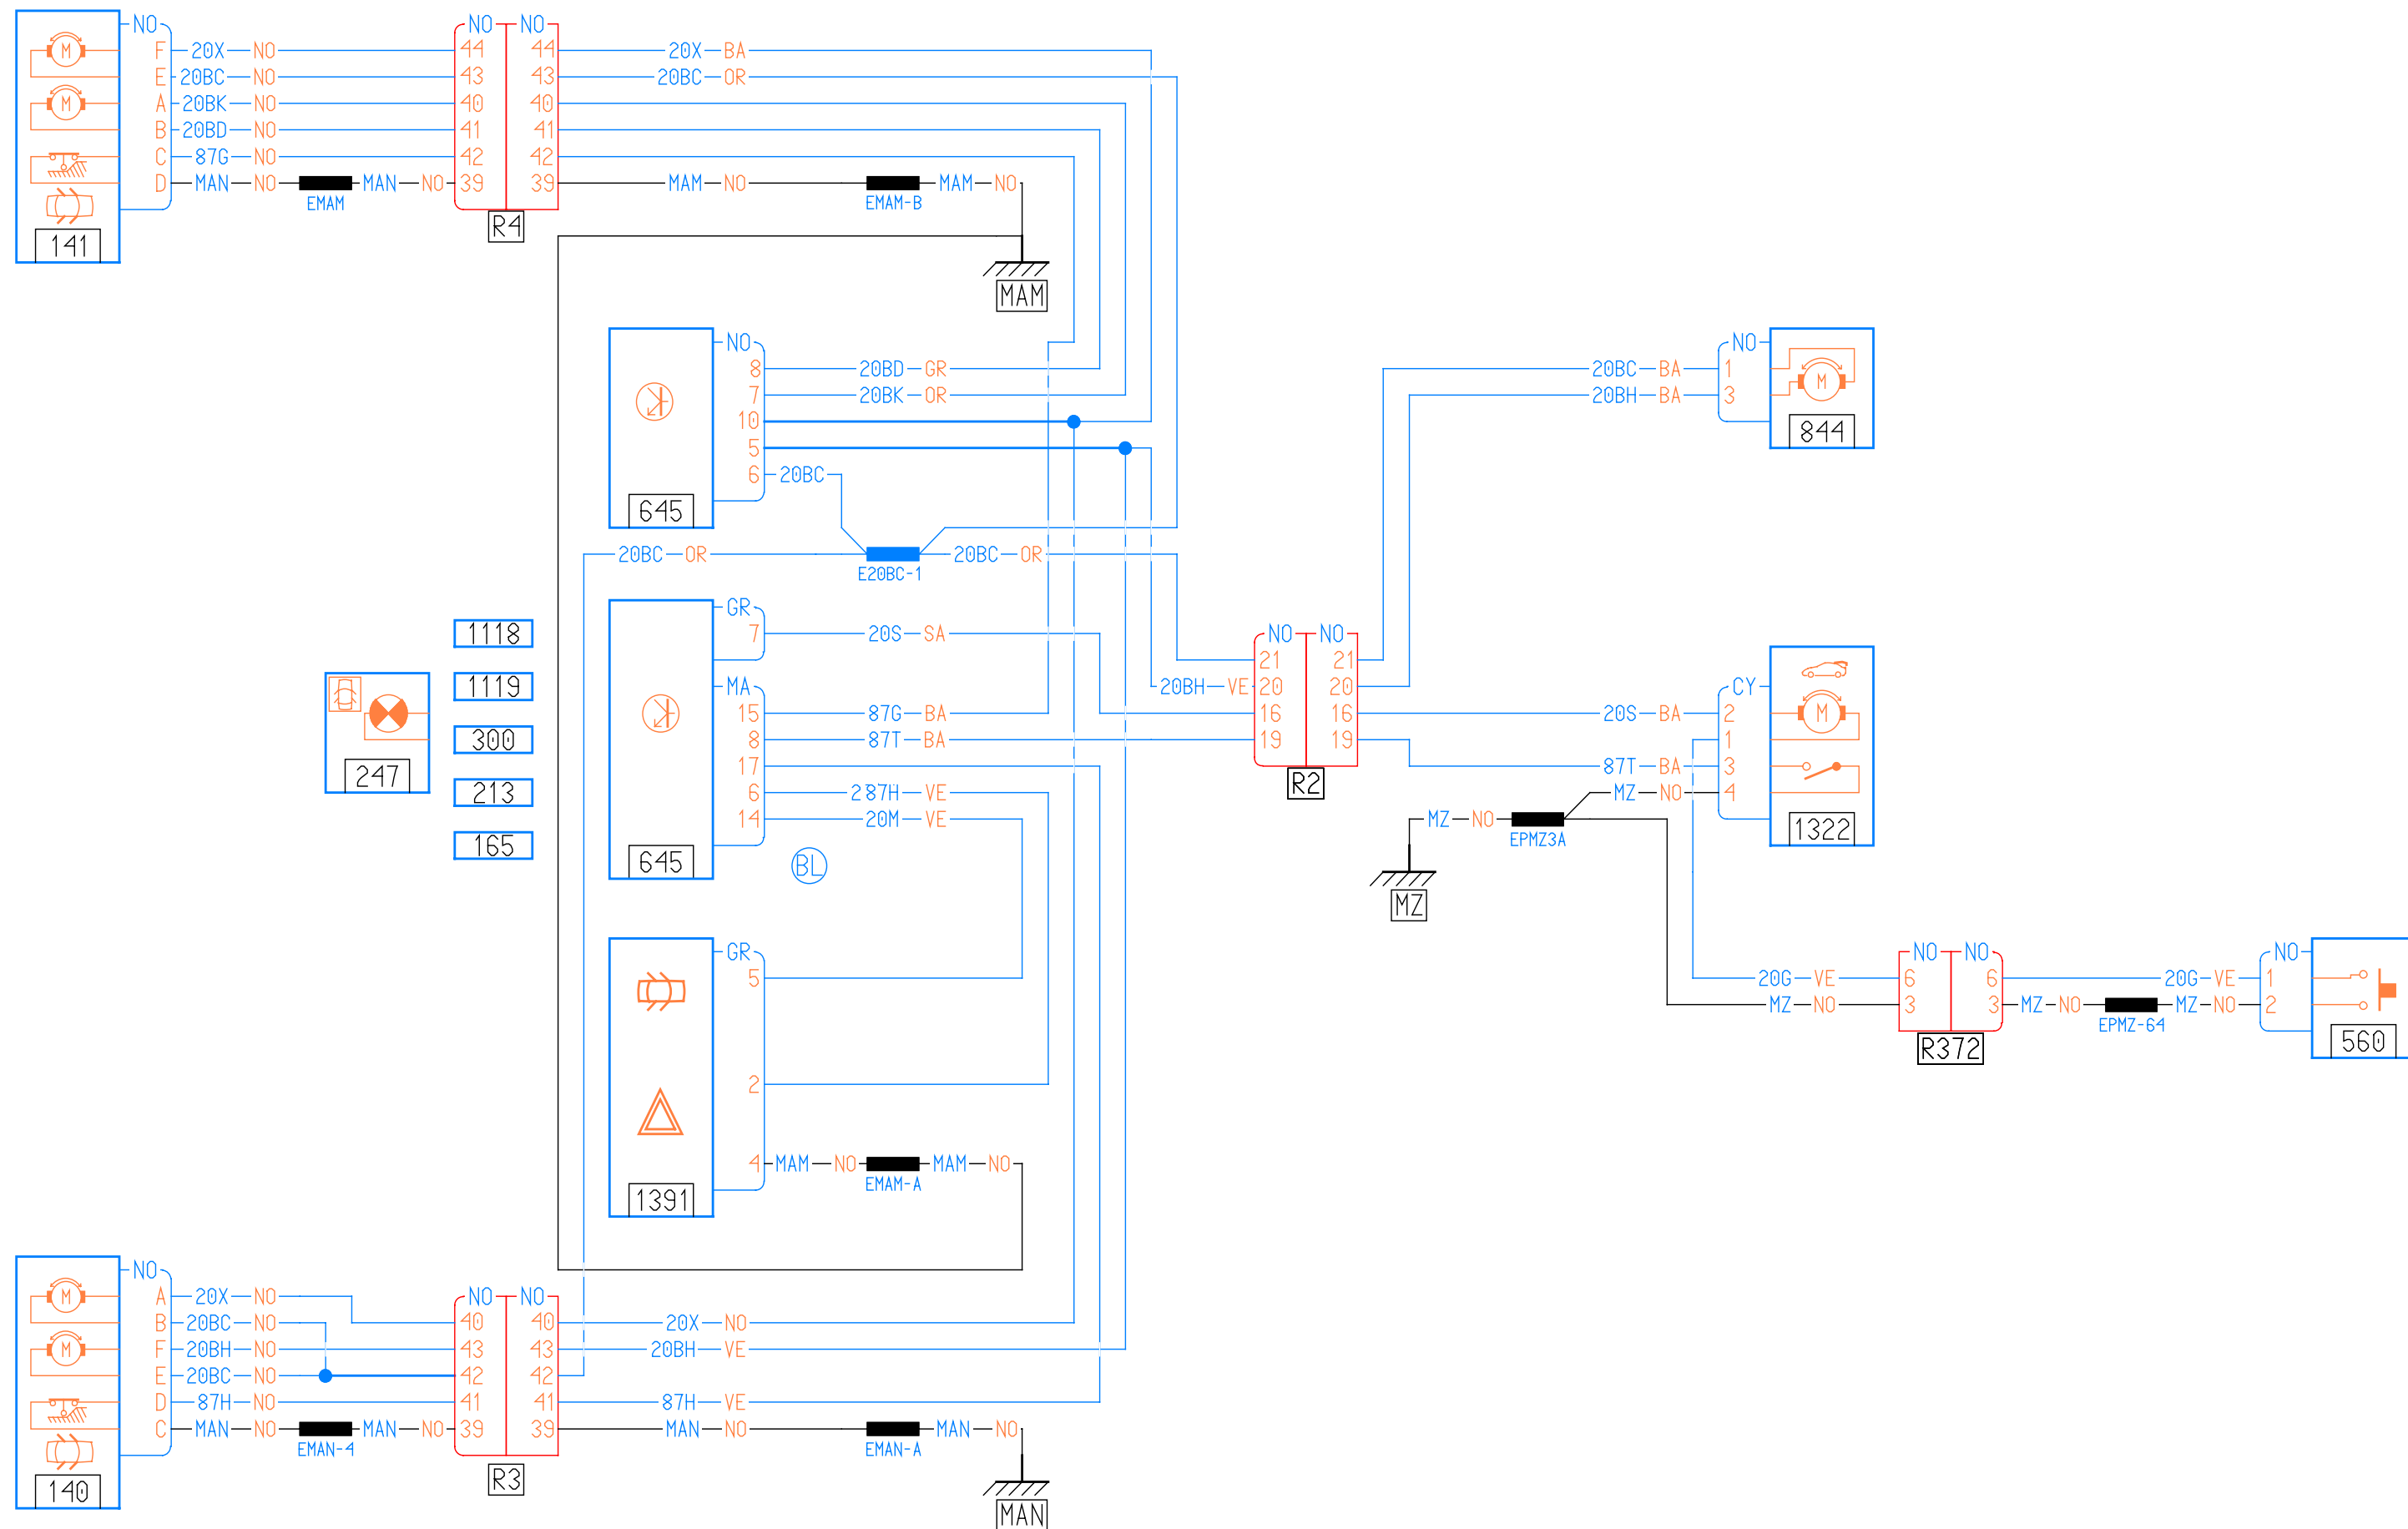 NO NO NO
F 20X NO 44 44 20X BA
E 20BC NO 43 43 20BC OR
A 20BK NO 40 40
B 20BD NO 41 41
C 87G NO 42 42
D MAN NO MAN NO 39 39 MAM NO MAM NO
EMAM EMAM-B
M
M
141
R4
MAM
NO
8 20BD GR
7 20BK OR
10
5
6 20BC
645
20BC OR 20BC OR
E20BC-1
NO
20BC BA 1
20BH BA 3
M
844
GR
7 20S SA
MA
15 87G BA
8 87T BA
17
6 287H VE
14 20M VE
645
BL
1118
1119
300
213
165
247
NO NO
21 21
20BH VE 20 20
16 16 20S BA 2
19 19 87T BA 3
R2
CY
1
MZ NO 4
M
1322
MZ NO
EPMZ3A
MZ
NO NO NO
20G VE 6 6 20G VE 1
MZ NO 3 3 MZ NO MZ NO 2
EPMZ-64
R372
560
GR
5
2
4 MAM NO MAM NO
EMAM-A
1391
NO NO NO
A 20X NO 40 40 20X NO
B 20BC NO 43 43 20BH VE
F 20BH NO 42 42
E 20BC NO
D 87H NO 41 41 87H VE
C MAN NO MAN NO 39 39 MAN NO MAN NO
EMAN-4 EMAN-A
M
M
140
R3
MAN